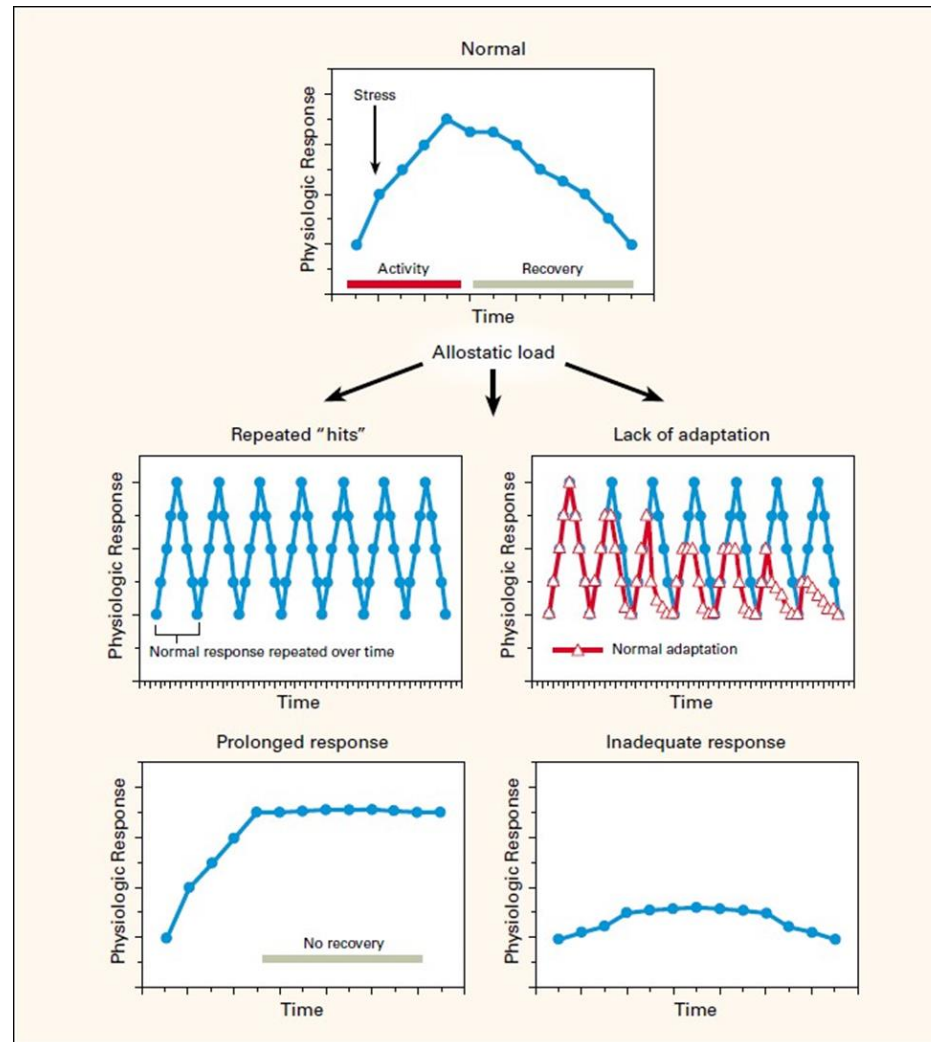 Normal
Physiologic Response
Stress
Activity
Recovery
Time
Allostatic load
Repeated “hits”
Physiologic Response
Normal response repeated over time
Time
Lack of adaptation
Physiologic Response
Normal adaptation
Time
Prolonged response
Physiologic Response
No recovery
Time
Inadequate response
Physiologic Response
Time